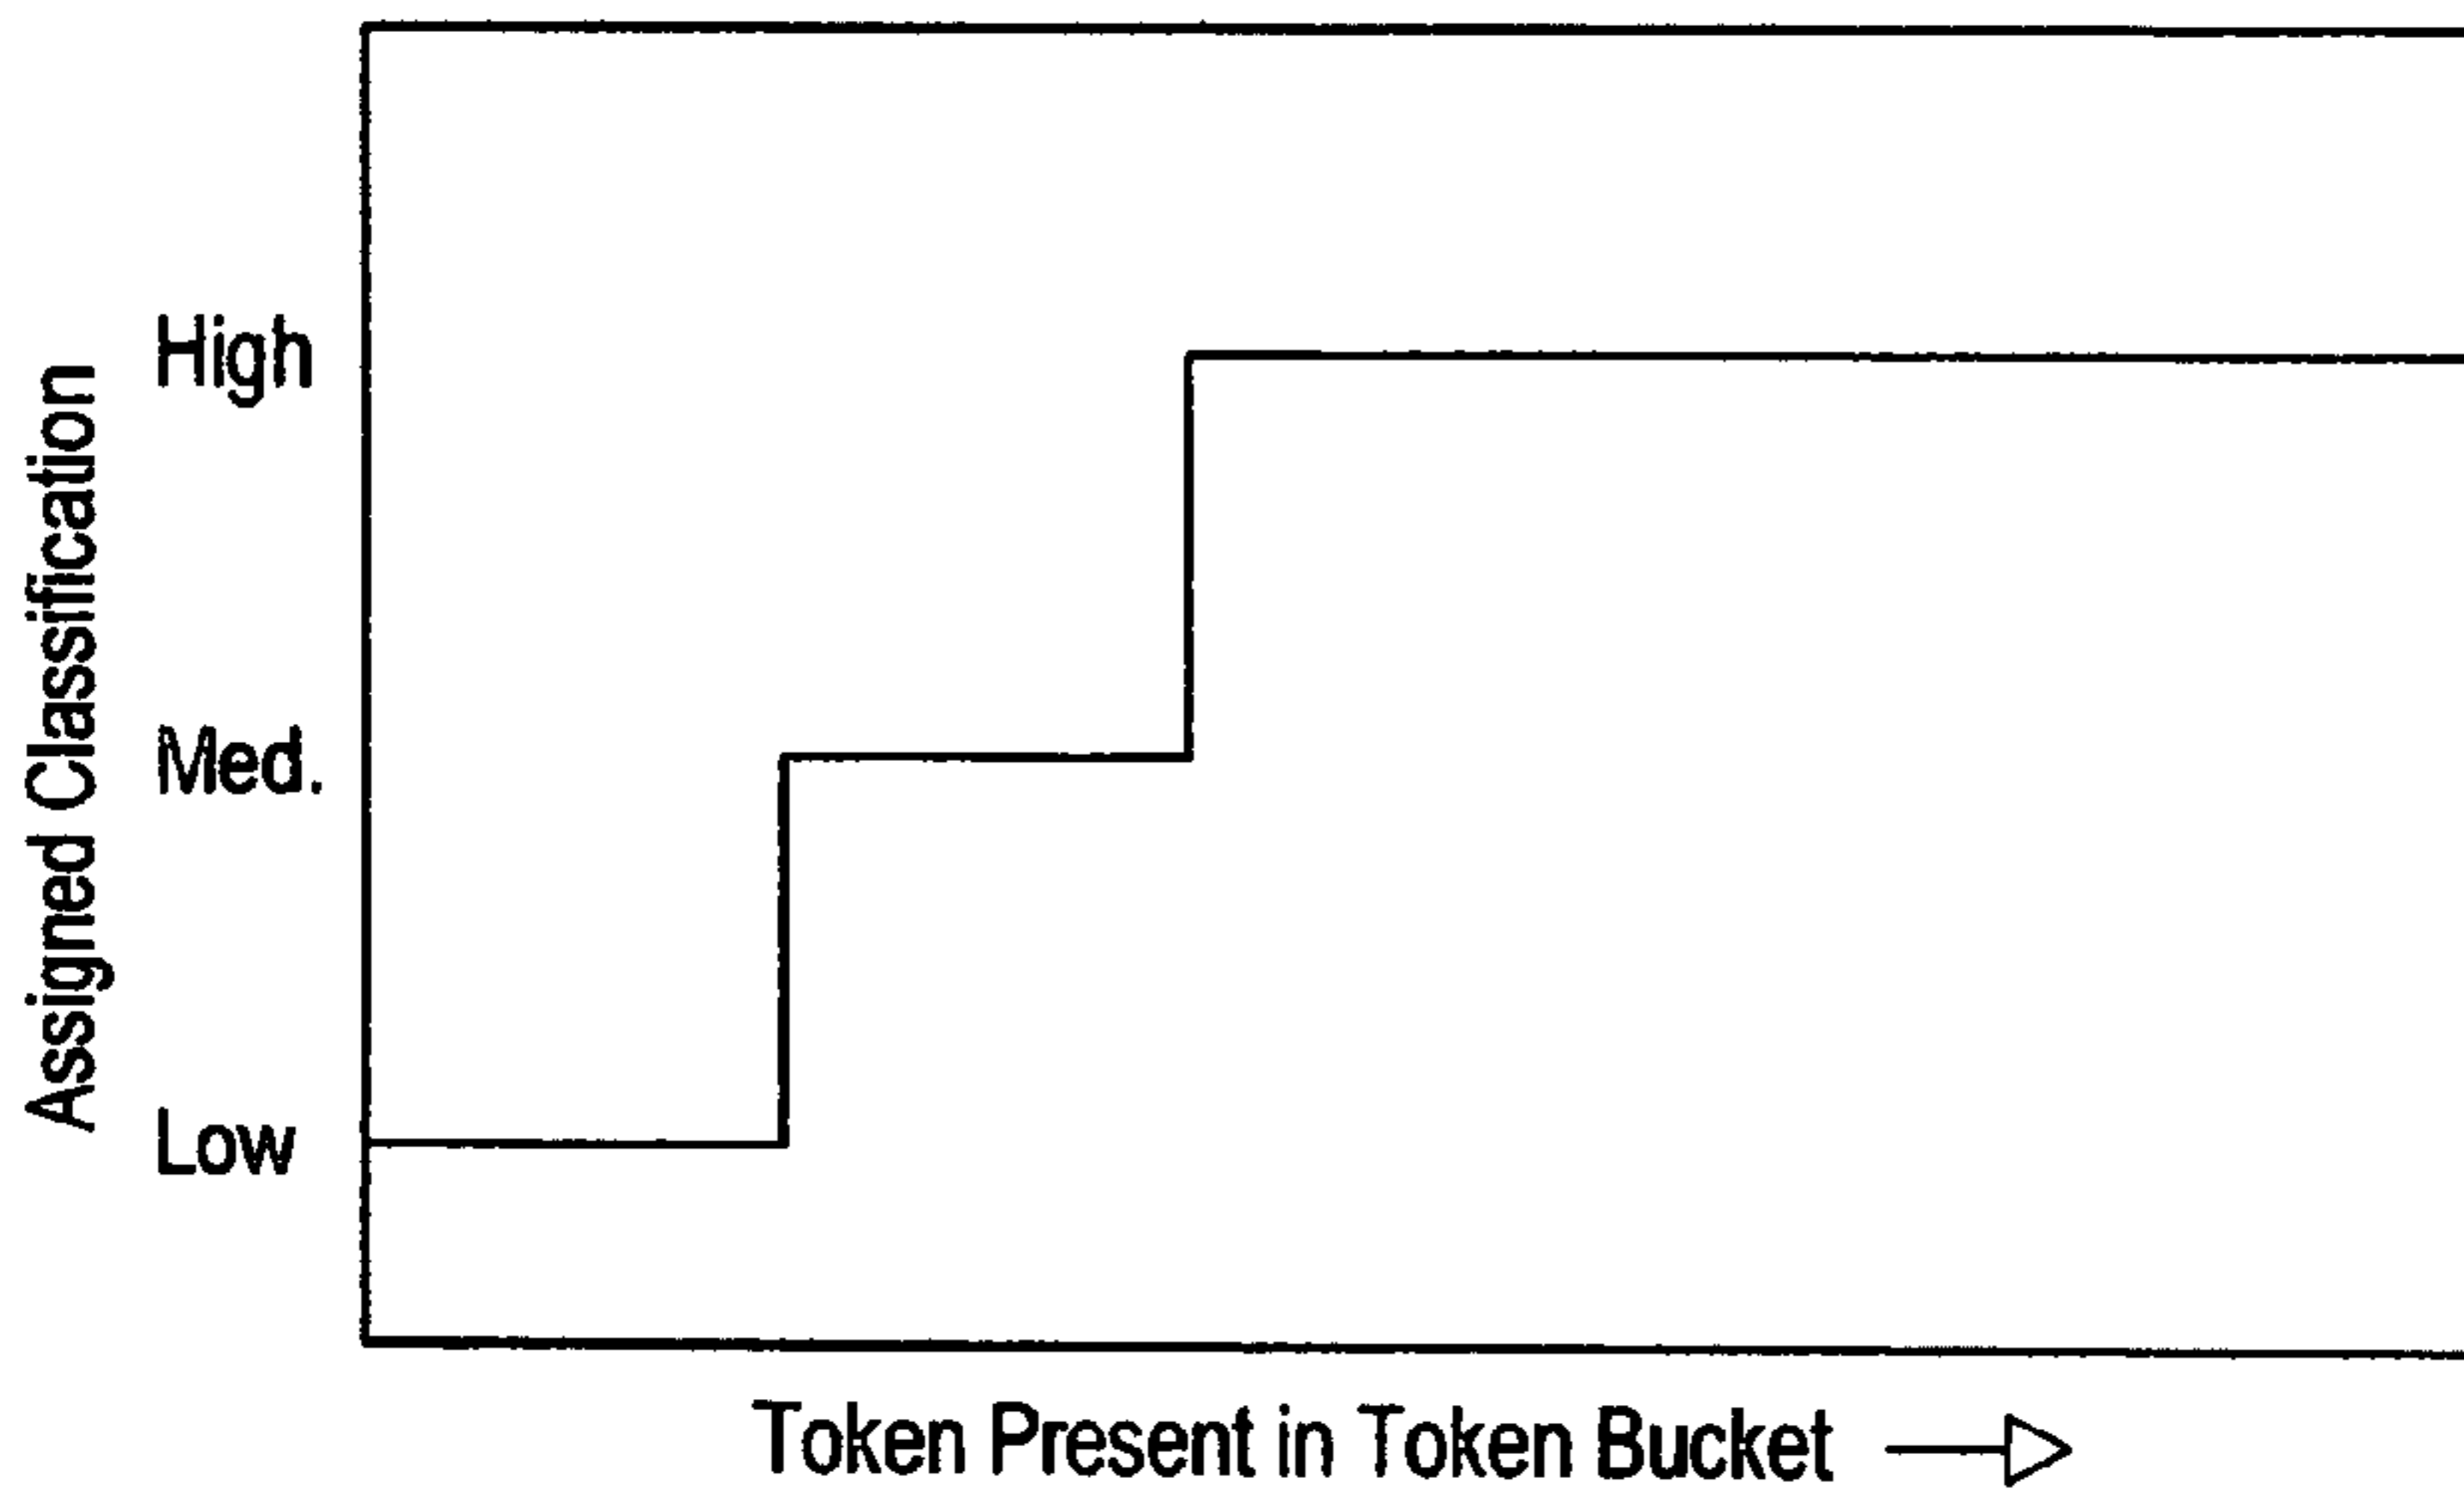 Assigned Classification
High
Med.
Low
Token Present in Token Bucket